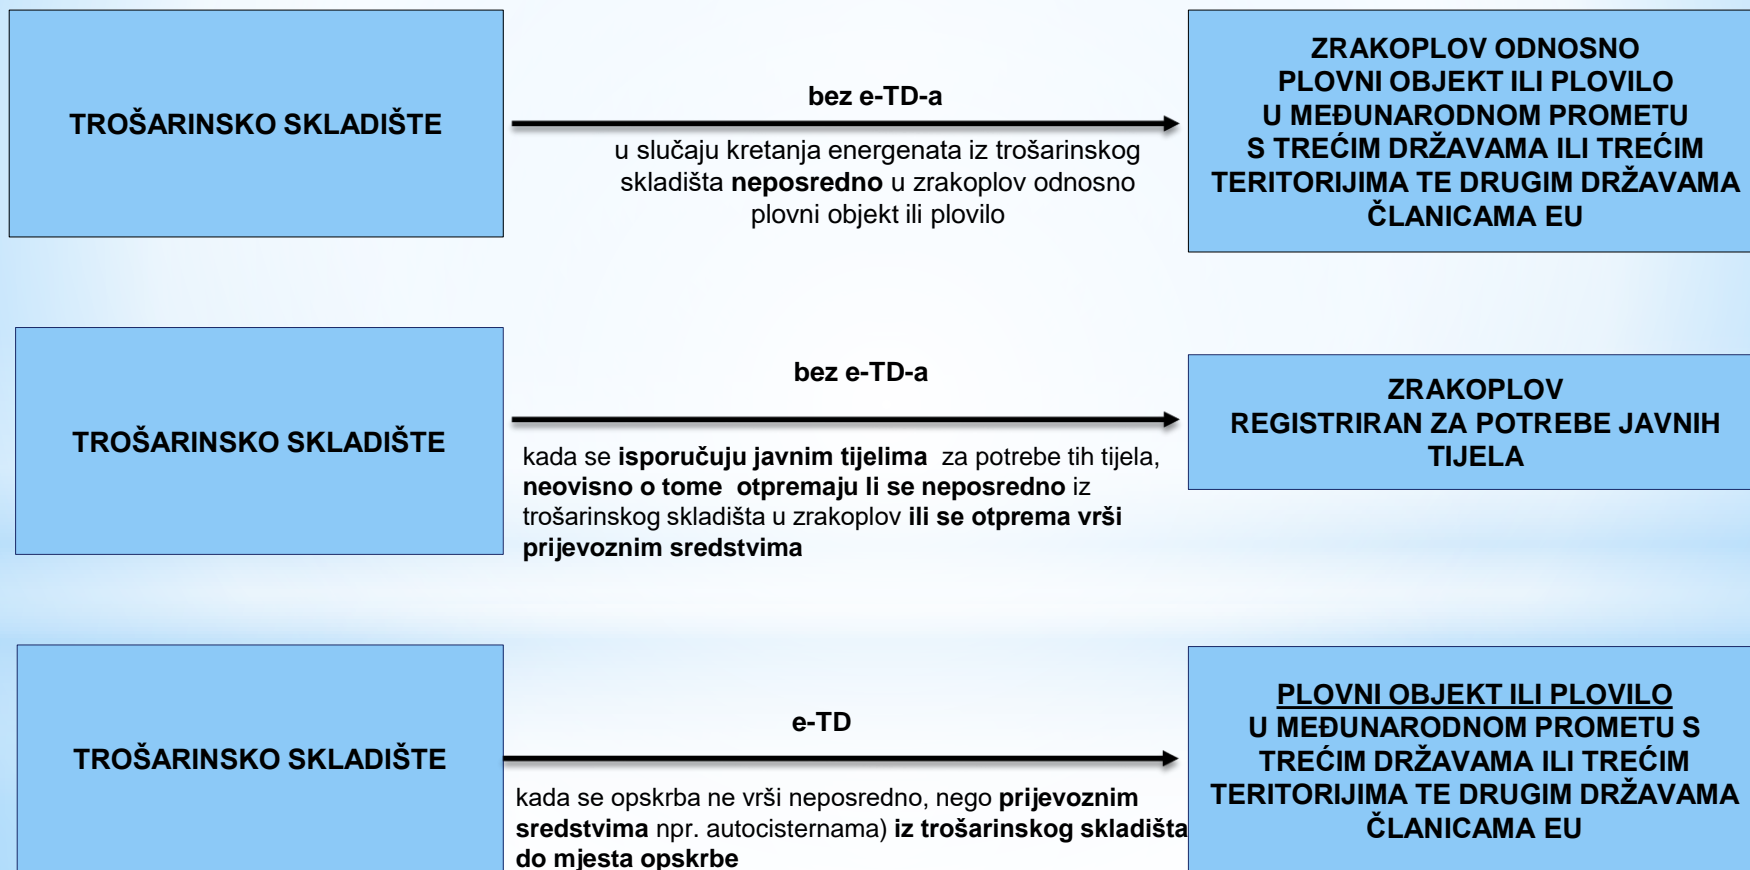 TROŠARINSKO SKLADIŠTE
bez e-TD-a
u slučaju kretanja energenata iz trošarinskog
skladišta neposredno u zrakoplov odnosno
plovni objekt ili plovilo
ZRAKOPLOV ODNOSNO
PLOVNI OBJEKT ILI PLOVILO
U MEĐUNARODNOM PROMETU
S TREĆIM DRŽAVAMA ILI TREĆIM
TERITORIJIMA TE DRUGIM DRŽAVAMA
ČLANICAMA EU
TROŠARINSKO SKLADIŠTE
bez e-TD-a
kada se isporučuju javnim tijelima za potrebe tih tijela,
neovisno o tome otpremaju li se neposredno iz
trošarinskog skladišta u zrakoplov ili se otprema vrši
prijevoznim sredstvima
ZRAKOPLOV
REGISTRIRAN ZA POTREBE JAVNIH
TIJELA
TROŠARINSKO SKLADIŠTE
e-TD
kada se opskrba ne vrši neposredno, nego prijevoznim
sredstvima npr. autocisternama) iz trošarinskog skladišta
do mjesta opskrbe
PLOVNI OBJEKT ILI PLOVILO
U MEĐUNARODNOM PROMETU S
TREĆIM DRŽAVAMA ILI TREĆIM
TERITORIJIMA TE DRUGIM DRŽAVAMA
ČLANICAMA EU